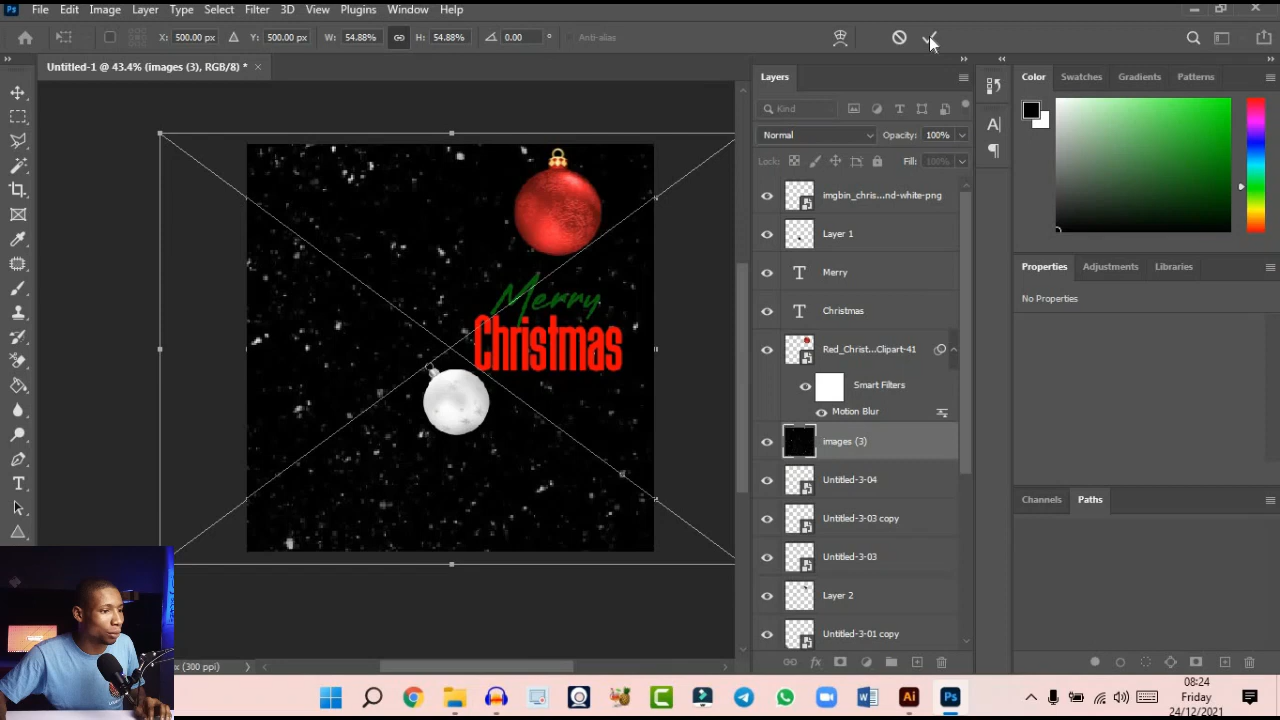 Ps File Edit Image Layer Type Select Filter 3D View Plugins Window Help
X: 500.00 px Y: 500.00 px W: 54.88% H: 54.88% 0.00 ° Anti-alias
Untitled-1 @ 43.4% (images (3), RGB/8) * ×
Layers
Kind
Normal Opacity: 100%
Lock: Fill: 100%
imgbin_chris...nd-white-png
Layer 1
T Merry
T Christmas
Red_Christ...Clipart-41
Smart Filters
Motion Blur
images (3)
Untitled-3-04
Untitled-3-03 copy
Untitled-3-03
Layer 2
Untitled-3-01 copy
fx
Color Swatches Gradients Patterns
Properties Adjustments Libraries
No Properties
Channels Paths
Merry
Christmas
(300 ppi)
Ai Ps
08:24
Friday
24/12/2021